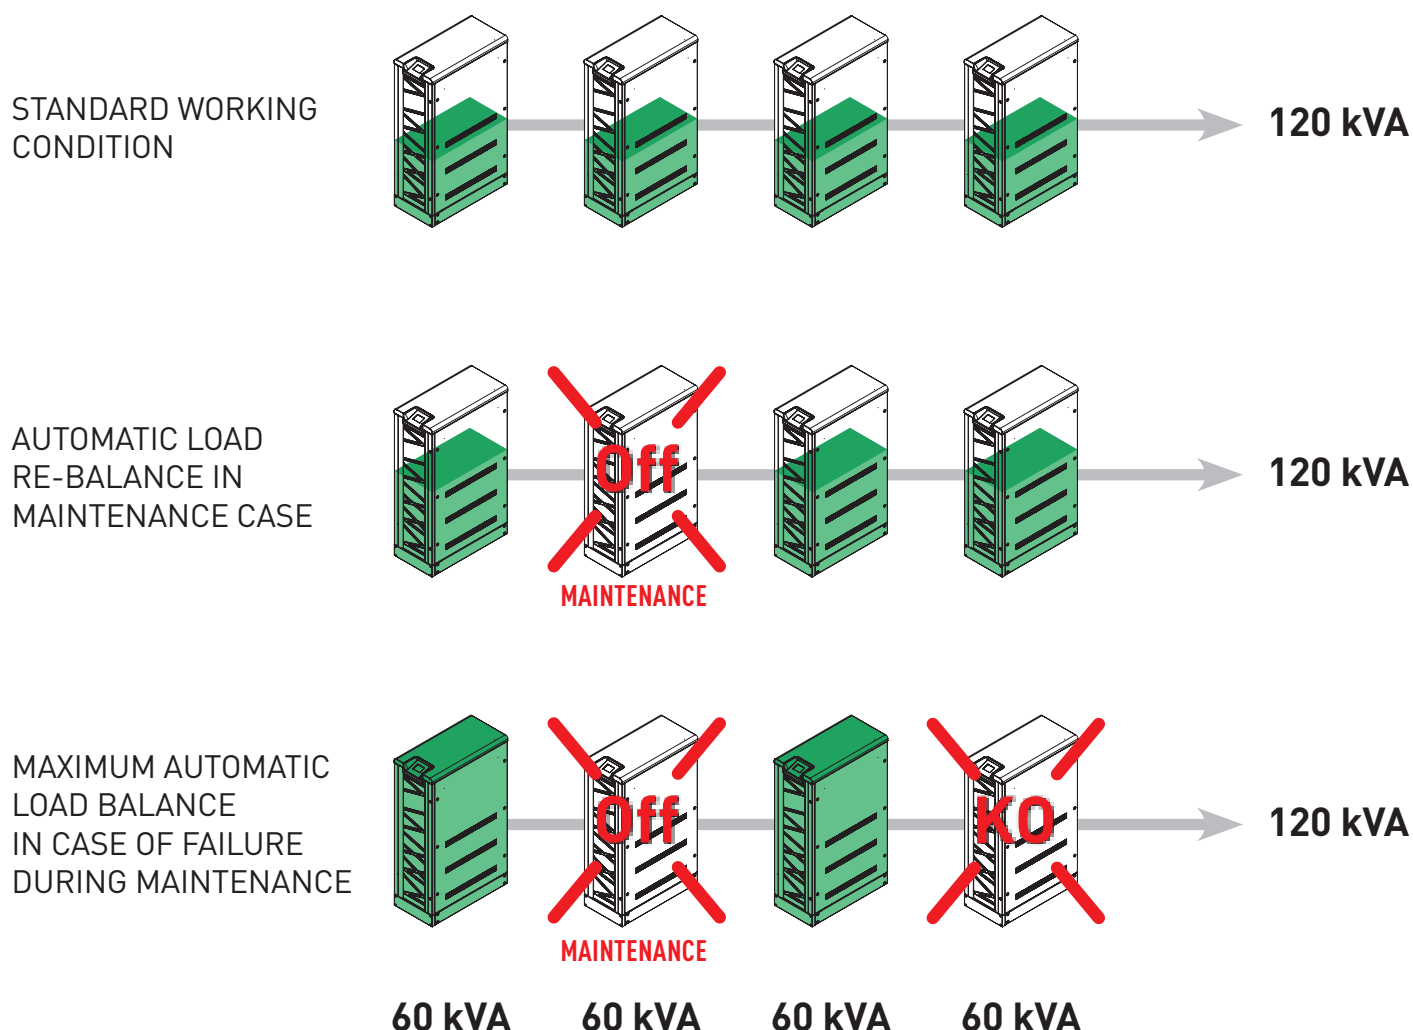 STANDARD WORKING
CONDITION
120 kVA
AUTOMATIC LOAD
RE-BALANCE IN
MAINTENANCE CASE
Off
MAINTENANCE
120 kVA
MAXIMUM AUTOMATIC
LOAD BALANCE
IN CASE OF FAILURE
DURING MAINTENANCE
Off
MAINTENANCE
KO
120 kVA
60 kVA 60 kVA 60 kVA 60 kVA